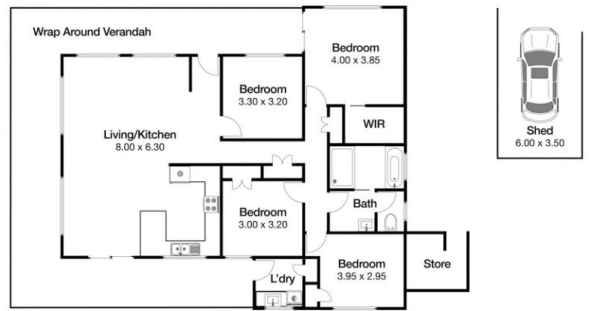 Wrap Around Verandah
Bedroom
4.00 x 3.85
Bedroom
3.30 x 3.20
Living/Kitchen
8.00 x 6.30
WIR
Shed
6.00 x 3.50
Bath
Bedroom
3.00 x 3.20
Bedroom
3.95 x 2.95
Store
L'dry